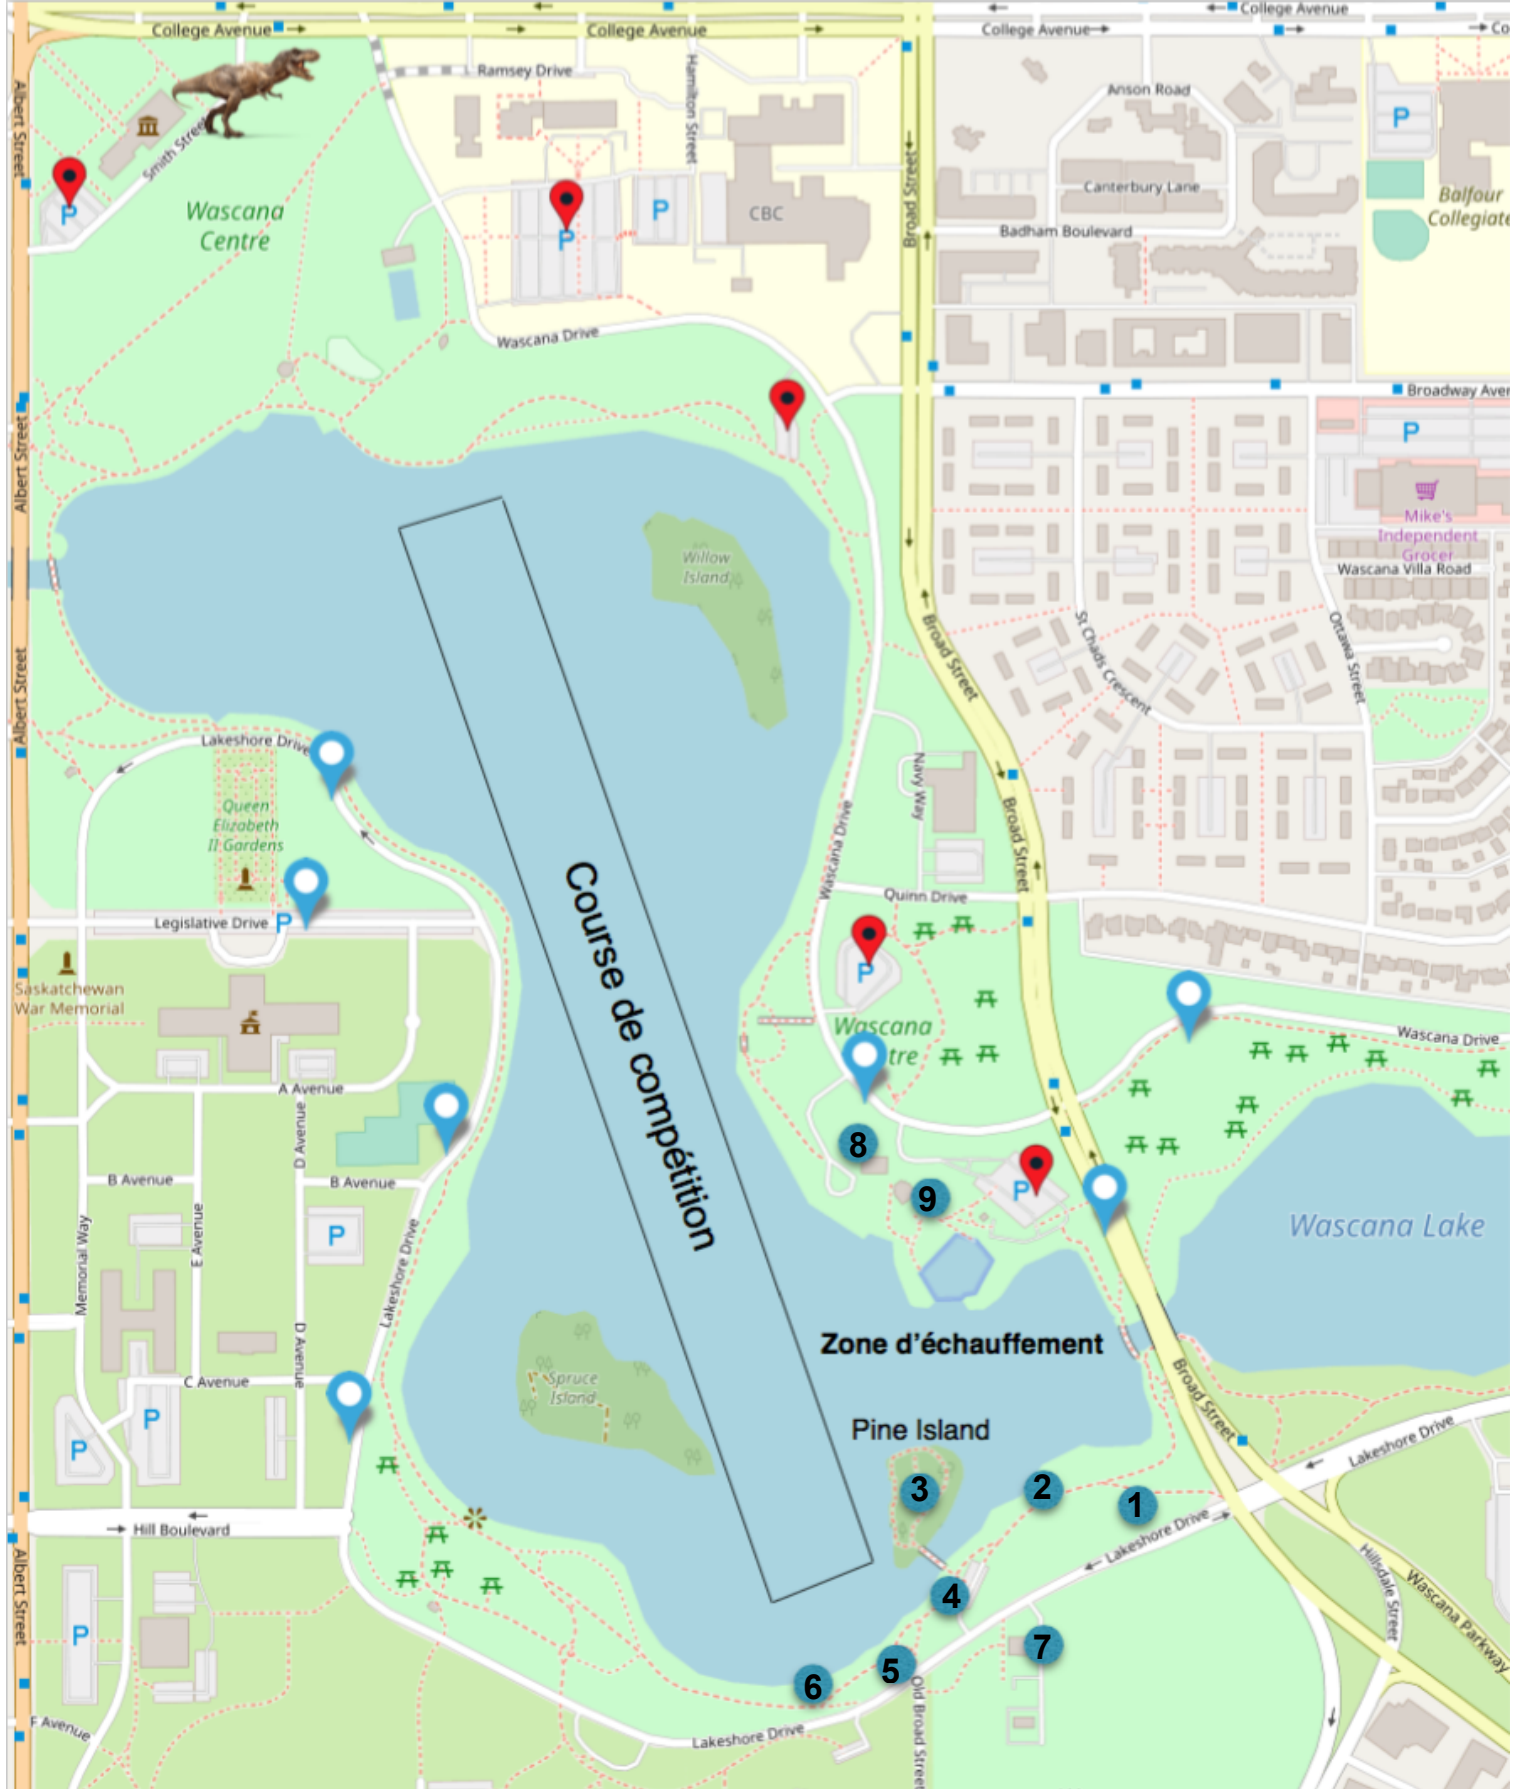 College Avenue
College Avenue
College Avenue
College Avenue
Co
Ramsey Drive
Hamilton Street
Anson Road
Albert Street
Smith Street
P
P
P
P
Wascana
Centre
CBC
Broad Street
Canterbury Lane
Badham Boulevard
Balfour
Collegiate
Wascana Drive
Broadway Aven
P
Albert Street
Mike's
Independent
Grocer
Wascana Villa Road
Willow
Island
Broad Street
St Chads Crescent
Ottawa Street
Albert Street
Lakeshore Drive
Queen
Elizabeth
II Gardens
Navy Way
Wascana Drive
Broad Street
Quinn Drive
Legislative Drive
P
Course de compétition
P
Saskatchewan
War Memorial
Wascana
tre
Wascana Drive
A Avenue
D Avenue
B Avenue
B Avenue
8
9
P
P
Memorial Way
E Avenue
Lakeshore Drive
Wascana Lake
D Avenue
Zone d'échauffement
C Avenue
Spruce
Island
P
P
Pine Island
Broad Street
Lakeshore Drive
3
2
1
Lakeshore Drive
Hill Boulevard
Albert Street
Hillsdale Street
Wascana Parkway
4
7
5
6
P
Old Broad Street
F Avenue
Lakeshore Drive